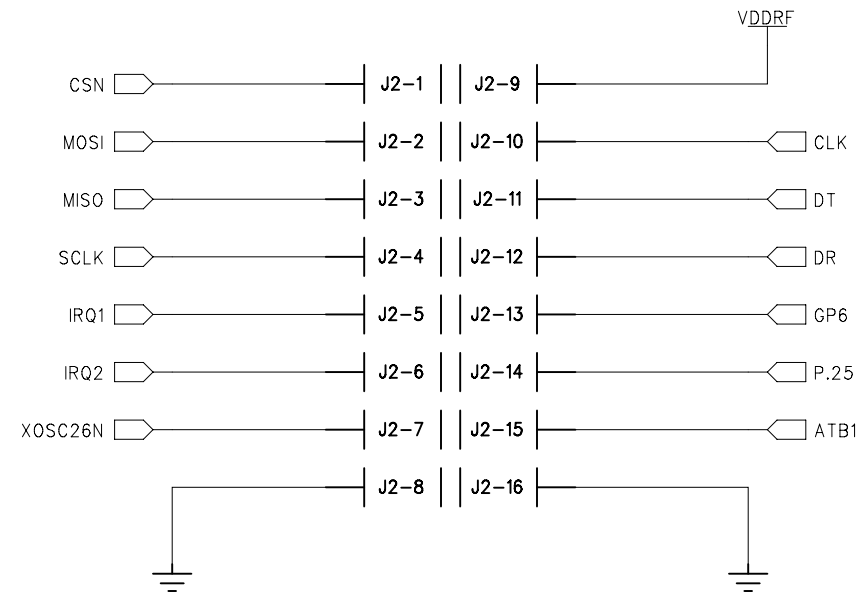 VDDRF
CSN J2-1 J2-9
MOSI J2-2 J2-10 CLK
MISO J2-3 J2-11 DT
SCLK J2-4 J2-12 DR
IRQ1 J2-5 J2-13 GP6
IRQ2 J2-6 J2-14 P.25
XOSC26N J2-7 J2-15 ATB1
J2-8 J2-16